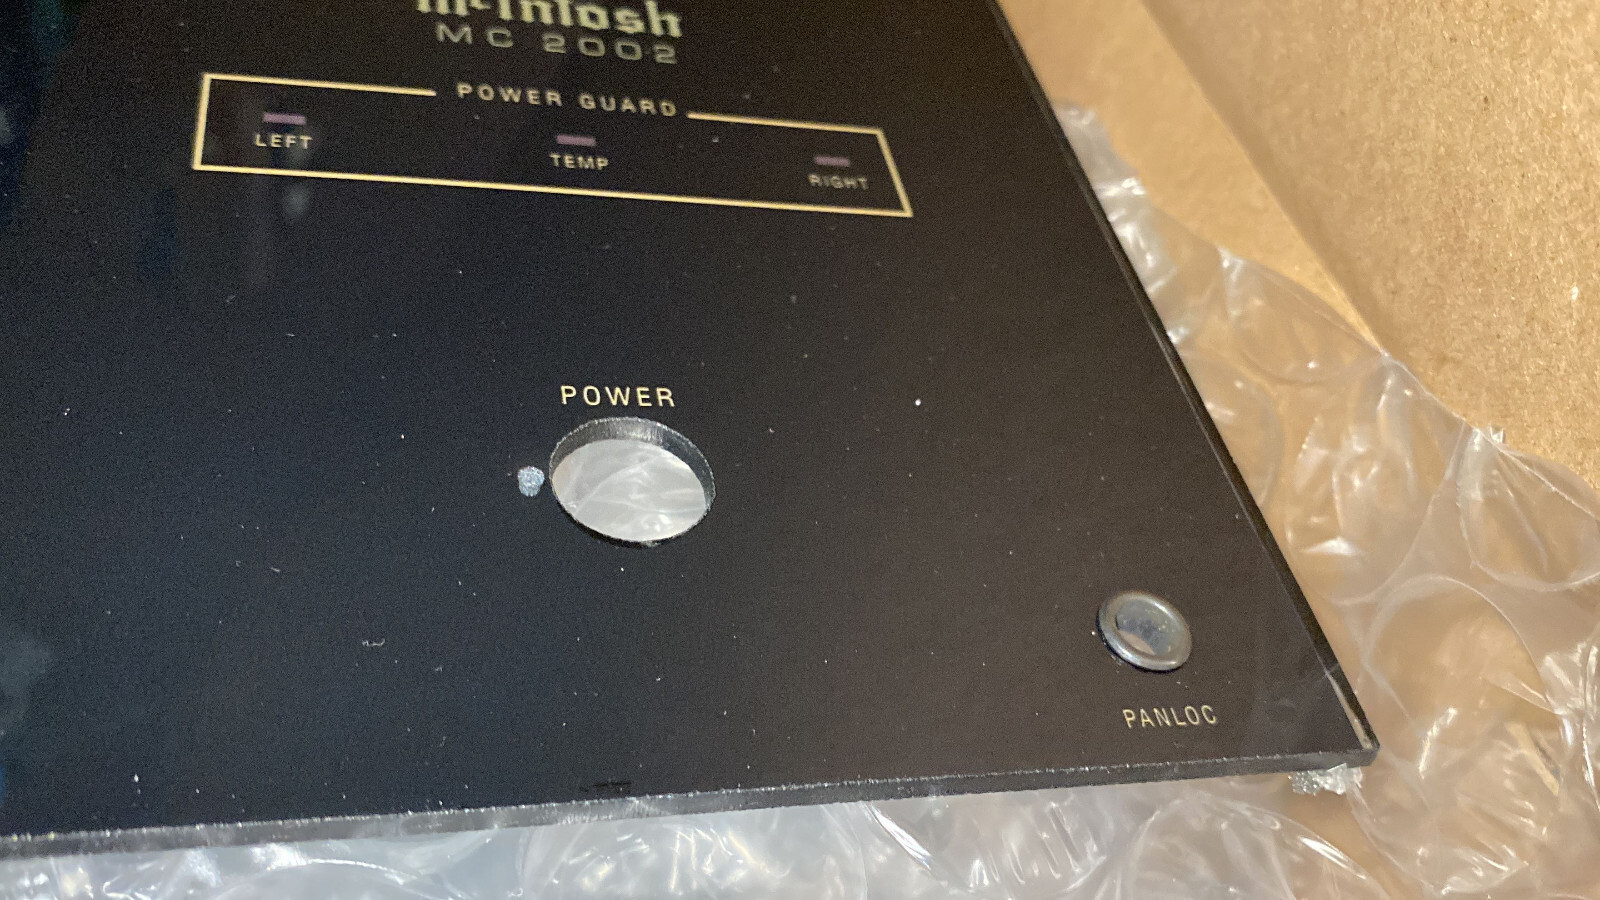 McIntosh
MC 2002
POWER GUARD
LEFT
TEMP
RIGHT
POWER
PANLOC